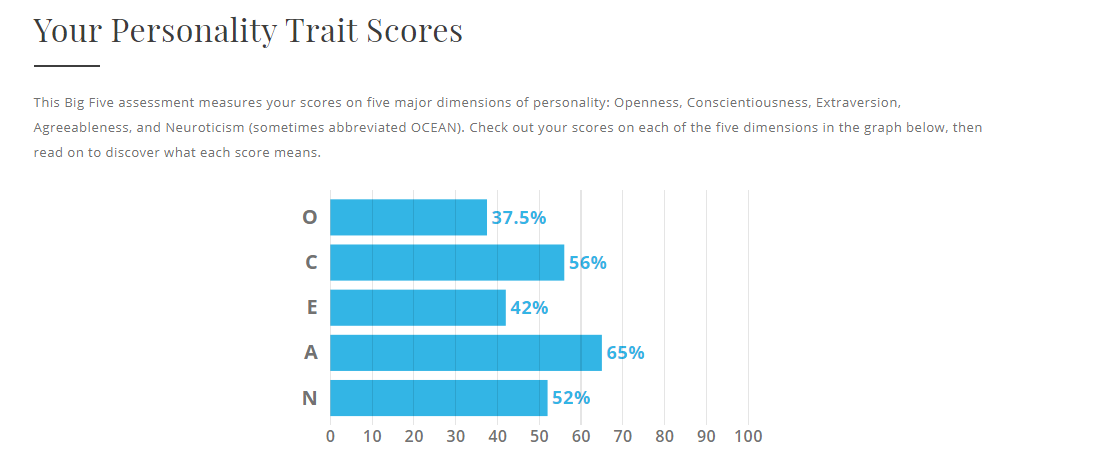 Your Personality Trait Scores
This Big Five assessment measures your scores on five major dimensions of personality: Openness, Conscientiousness, Extraversion,
Agreeableness, and Neuroticism (sometimes abbreviated OCEAN). Check out your scores on each of the five dimensions in the graph below, then
read on to discover what each score means.
O 37.5%
C 56%
E 42%
A 65%
N 52%
0 10 20 30 40 50 60 70 80 90 100